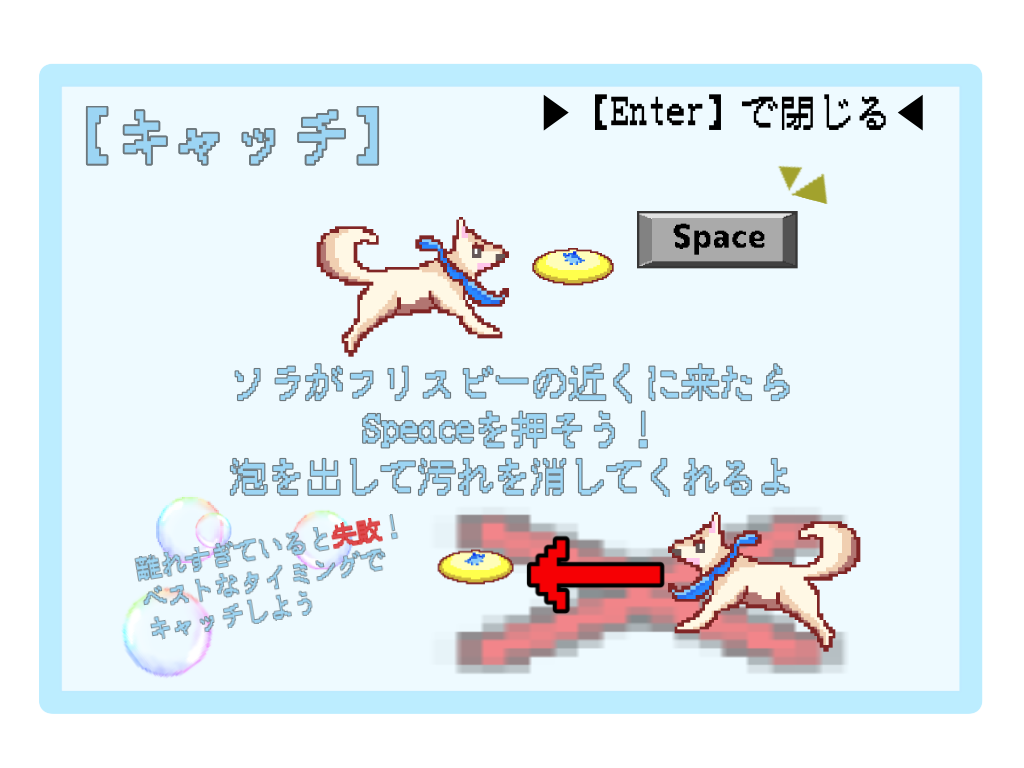 【キャッチ】
▶【Enter】で閉じる◀
Space
ソラがフリスビーの近くに来たら
Speaceを押そう！
泡を出して汚れを消してくれるよ
離れすぎていると失敗！
ベストなタイミングで
キャッチしよう